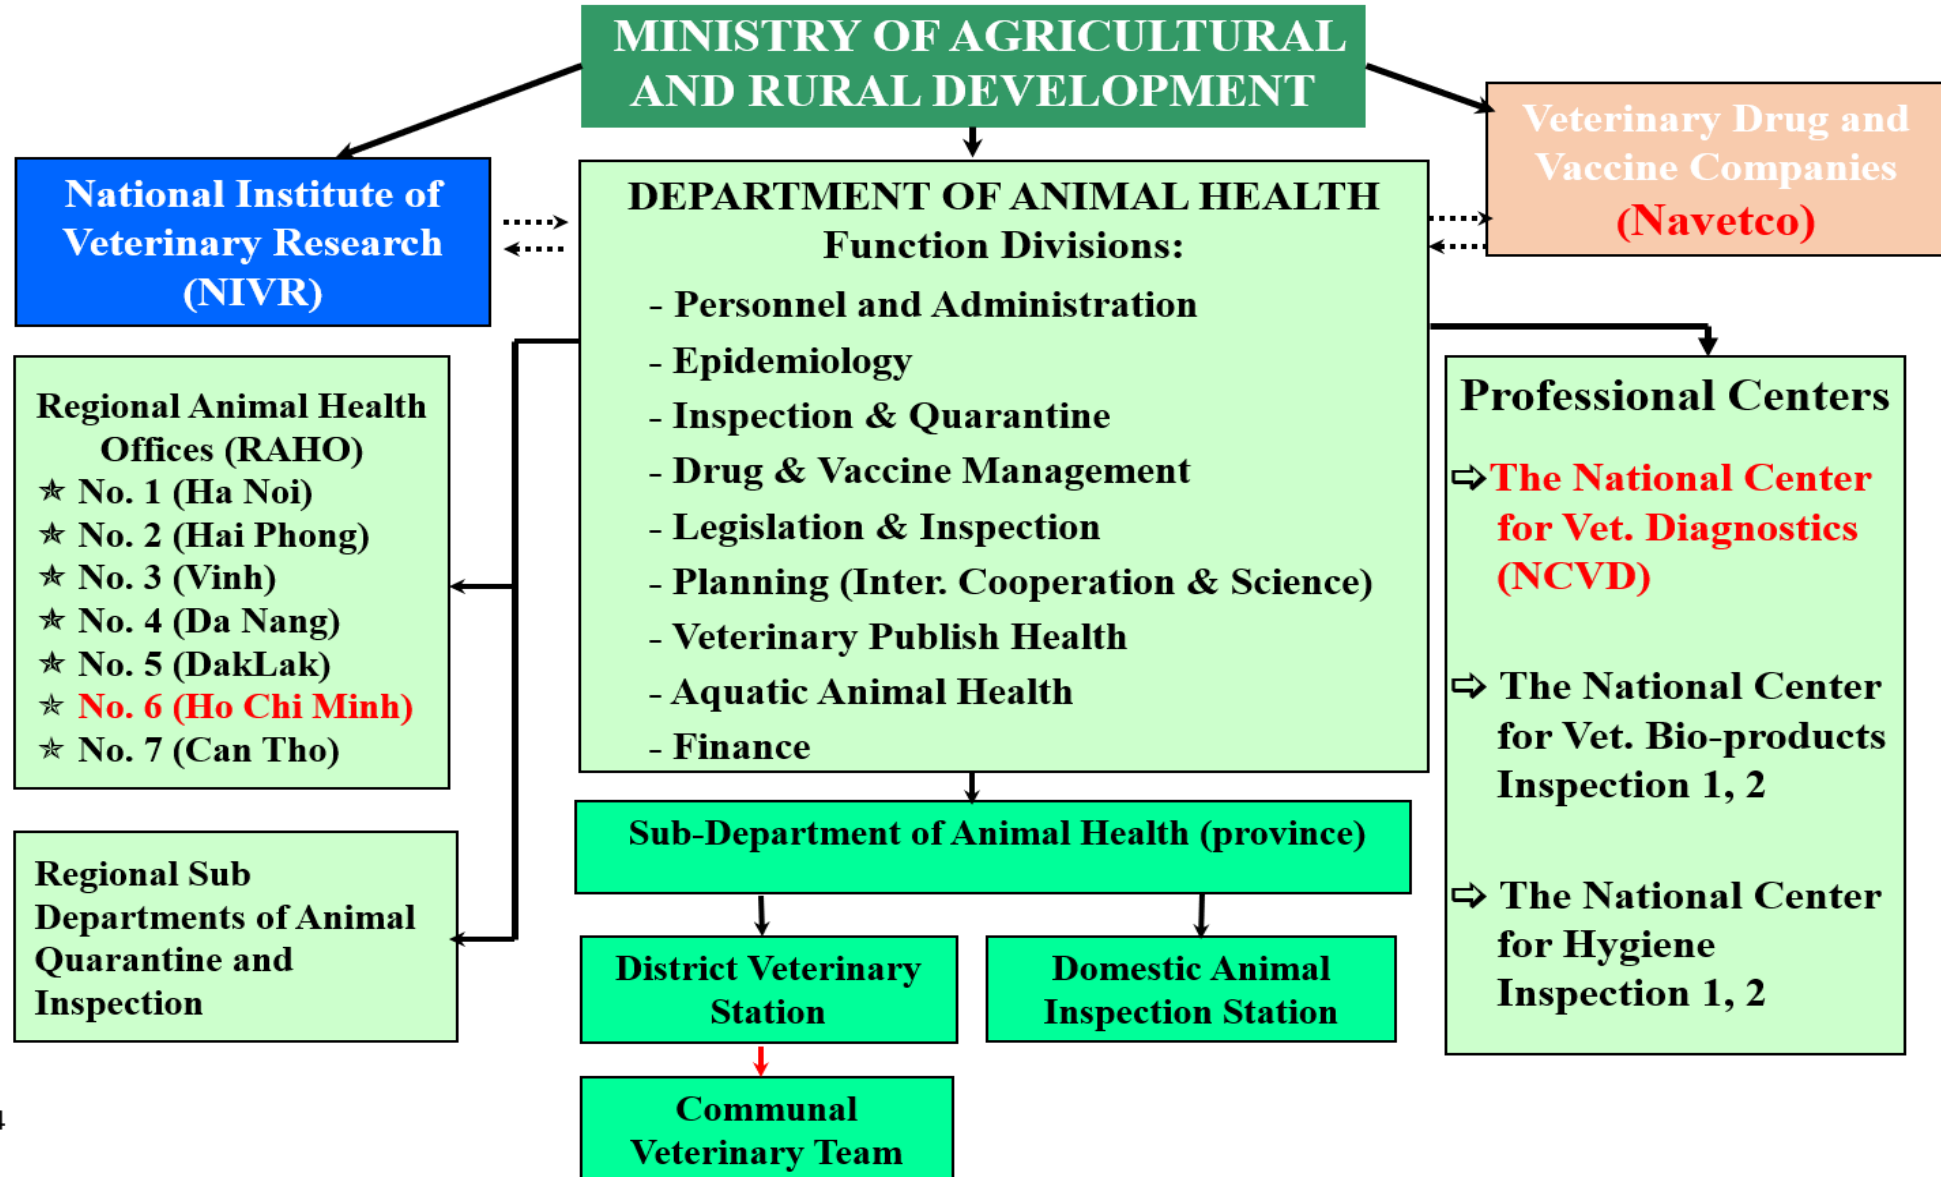 MINISTRY OF AGRICULTURAL
AND RURAL DEVELOPMENT
National Institute of
Veterinary Research
(NIVR)
Veterinary Drug and
Vaccine Companies
(Navetco)
DEPARTMENT OF ANIMAL HEALTH
Function Divisions:
- Personnel and Administration
- Epidemiology
- Inspection & Quarantine
- Drug & Vaccine Management
- Legislation & Inspection
- Planning (Inter. Cooperation & Science)
- Veterinary Publish Health
- Aquatic Animal Health
- Finance
Regional Animal Health
Offices (RAHO)
✯ No. 1 (Ha Noi)
✯ No. 2 (Hai Phong)
✯ No. 3 (Vinh)
✯ No. 4 (Da Nang)
✯ No. 5 (DakLak)
✯ No. 6 (Ho Chi Minh)
✯ No. 7 (Can Tho)
Regional Sub
Departments of Animal
Quarantine and
Inspection
Professional Centers
⇨ The National Center
for Vet. Diagnostics
(NCVD)
⇨ The National Center
for Vet. Bio-products
Inspection 1, 2
⇨ The National Center
for Hygiene
Inspection 1, 2
Sub-Department of Animal Health (province)
District Veterinary
Station
Domestic Animal
Inspection Station
Communal
Veterinary Team